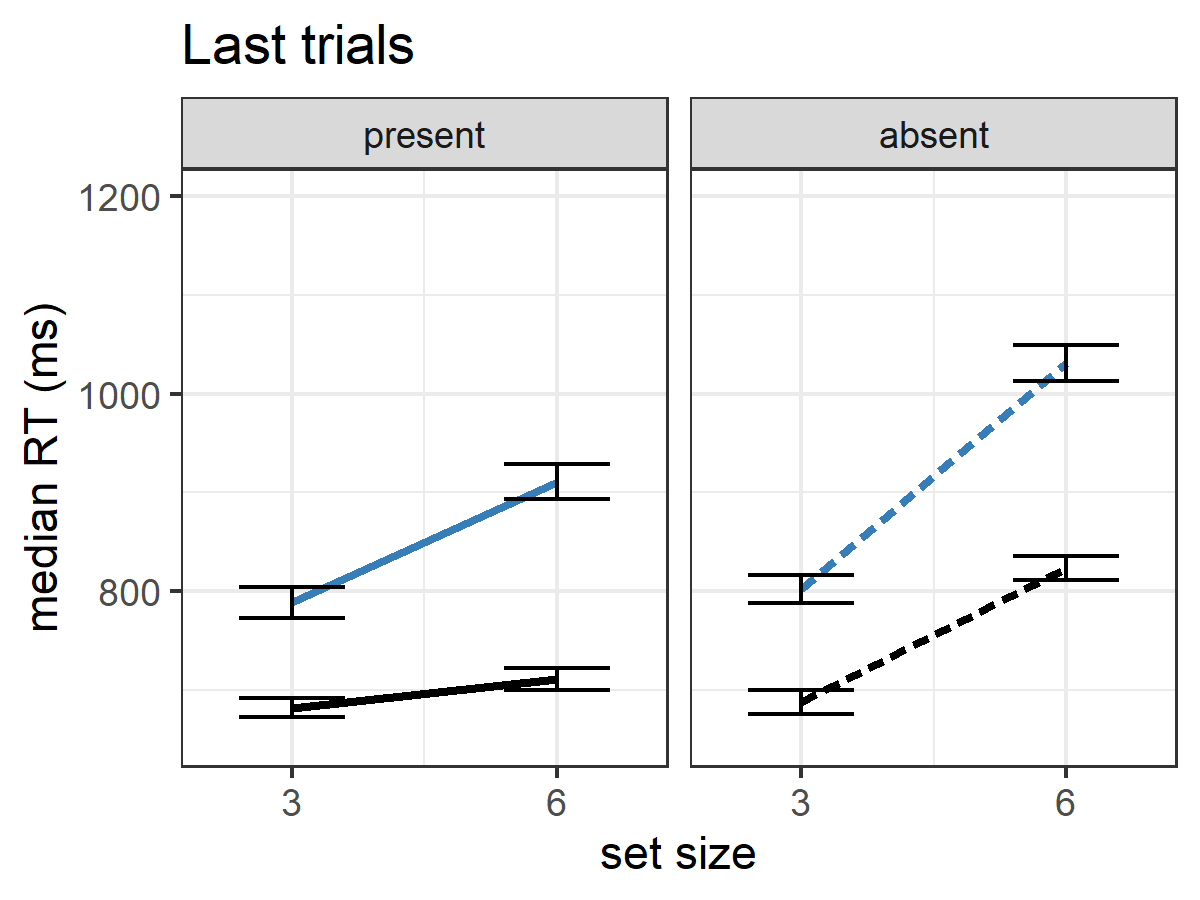 Last trials
present
absent
median RT (ms)
1200
1000
800
3
6
3
6
set size